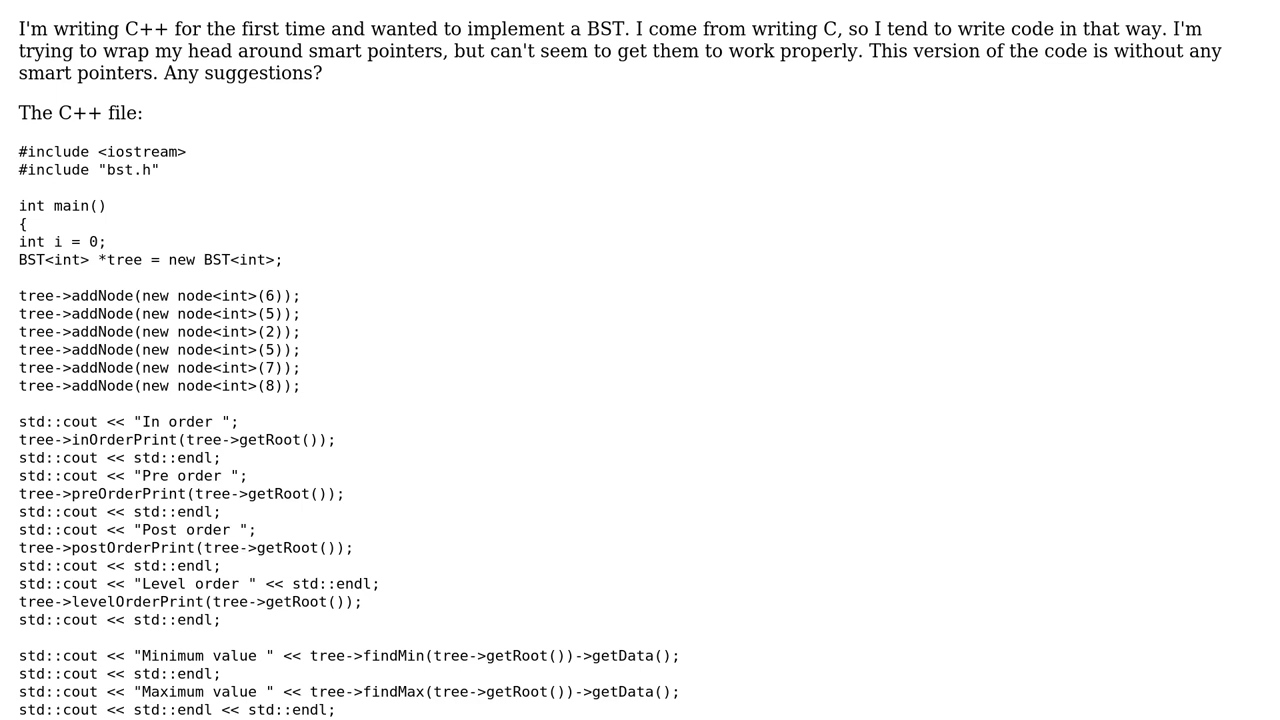 I'm writing C++ for the first time and wanted to implement a BST. I come from writing C, so I tend to write code in that way. I'm
trying to wrap my head around smart pointers, but can't seem to get them to work properly. This version of the code is without any
smart pointers. Any suggestions?
The C++ file:
#include <iostream>
#include "bst.h"
int main()
{
int i = 0;
BST<int> *tree = new BST<int>;
tree->addNode(new node<int>(6));
tree->addNode(new node<int>(5));
tree->addNode(new node<int>(2));
tree->addNode(new node<int>(5));
tree->addNode(new node<int>(7));
tree->addNode(new node<int>(8));
std::cout << "In order ";
tree->inOrderPrint(tree->getRoot());
std::cout << std::endl;
std::cout << "Pre order ";
tree->preOrderPrint(tree->getRoot());
std::cout << std::endl;
std::cout << "Post order ";
tree->postOrderPrint(tree->getRoot());
std::cout << std::endl;
std::cout << "Level order " << std::endl;
tree->levelOrderPrint(tree->getRoot());
std::cout << std::endl;
std::cout << "Minimum value " << tree->findMin(tree->getRoot())->getData();
std::cout << std::endl;
std::cout << "Maximum value " << tree->findMax(tree->getRoot())->getData();
std::cout << std::endl << std::endl;